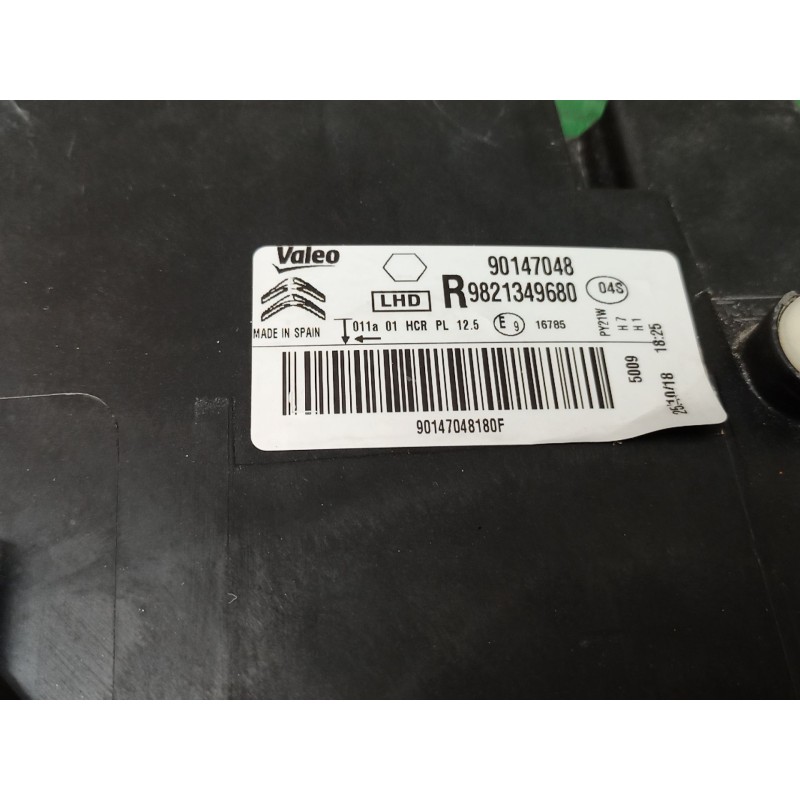 Valeo
90147048
LHD R 9821349680 04S
MADE IN SPAIN
011a 01 HCR PL 12.5 E9 16785
PY21W
H7
H1
18:25
5009
90147048180F